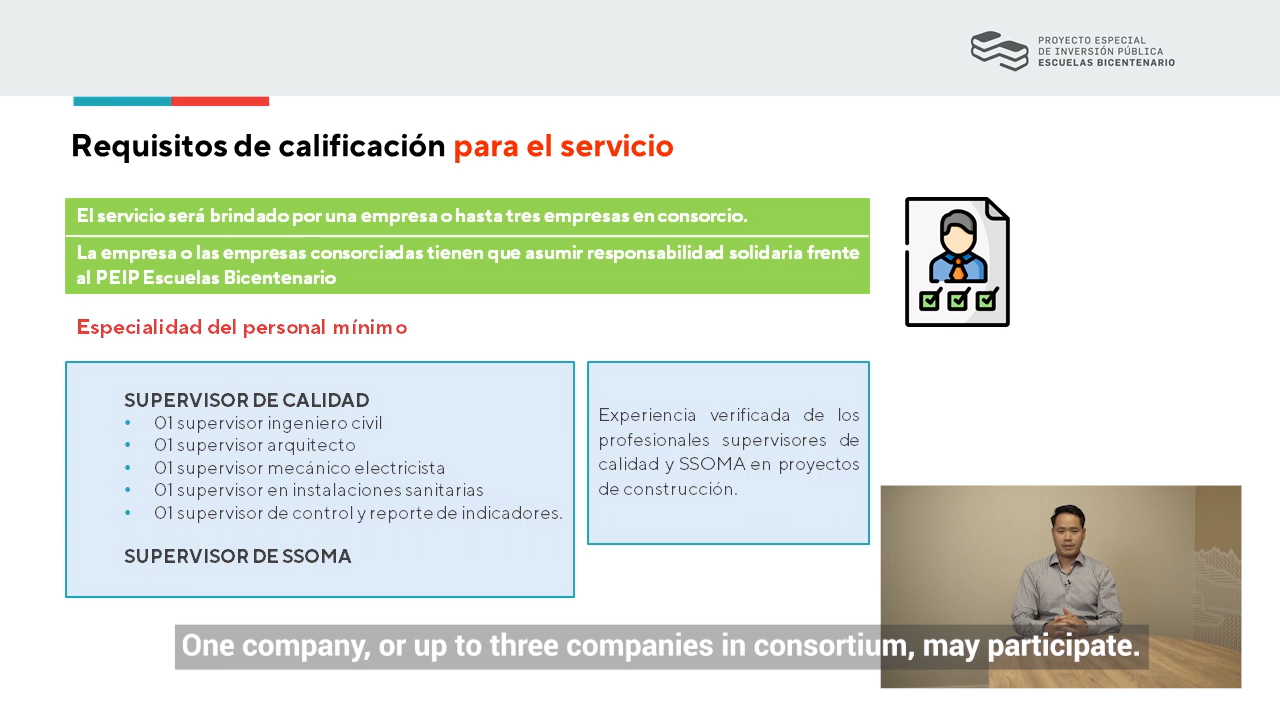 PROYECTO ESPECIAL
DE INVERSIÓN PÚBLICA
ESCUELAS BICENTENARIO
Requisitos de calificación para el servicio
El servicio será brindado por una empresa o hasta tres empresas en consorcio.
La empresa o las empresas consorciadas tienen que asumir responsabilidad solidaria frente
al PEIP Escuelas Bicentenario
Especialidad del personal mínimo
SUPERVISOR DE CALIDAD
• 01 supervisor ingeniero civil
• 01 supervisor arquitecto
• 01 supervisor mecánico electricista
• 01 supervisor en instalaciones sanitarias
• 01 supervisor de control y reporte de indicadores.
SUPERVISOR DE SSOMA
Experiencia verificada de los
profesionales supervisores de
calidad y SSOMA en proyectos
de construcción.
One company, or up to three companies in consortium, may participate.